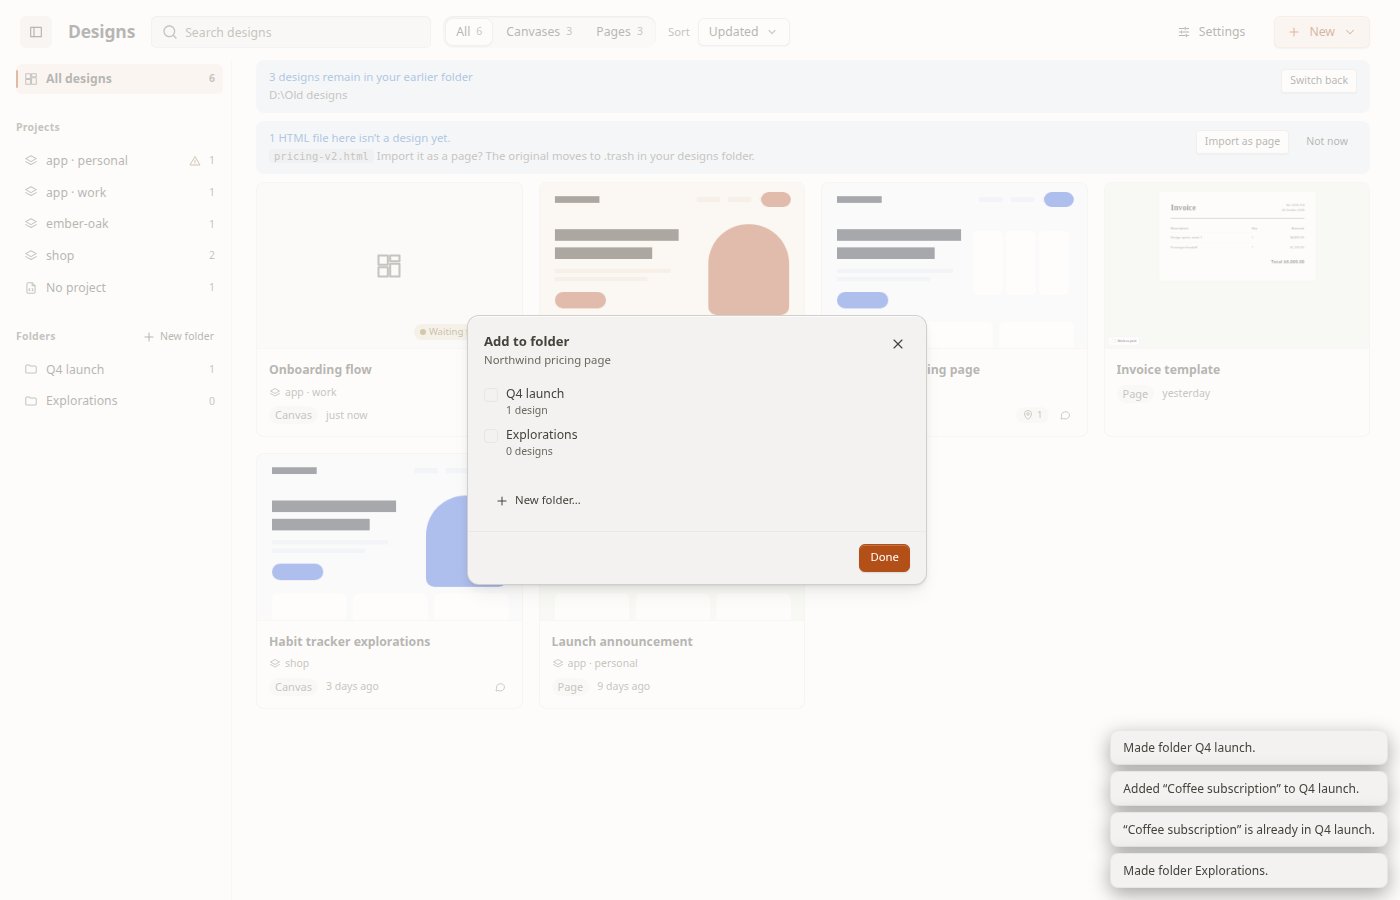 Designs
Search designs
All 6
Canvases 3
Pages 3
Sort
Updated
Settings
New
All designs 6
Projects
app · personal 1
app · work 1
ember-oak 1
shop 2
No project 1
Folders
New folder
Q4 launch 1
Explorations 0
3 designs remain in your earlier folder
D:\Old designs
Switch back
1 HTML file here isn’t a design yet.
pricing-v2.html Import it as a page? The original moves to .trash in your designs folder.
Import as page
Not now
Waiting
Onboarding flow
app · work
Canvas just now
ing page
1
Invoice
Invoice template
Page yesterday
Add to folder
Northwind pricing page
Q4 launch
1 design
Explorations
0 designs
New folder…
Done
Habit tracker explorations
shop
Canvas 3 days ago
Launch announcement
app · personal
Page 9 days ago
Made folder Q4 launch.
Added “Coffee subscription” to Q4 launch.
“Coffee subscription” is already in Q4 launch.
Made folder Explorations.